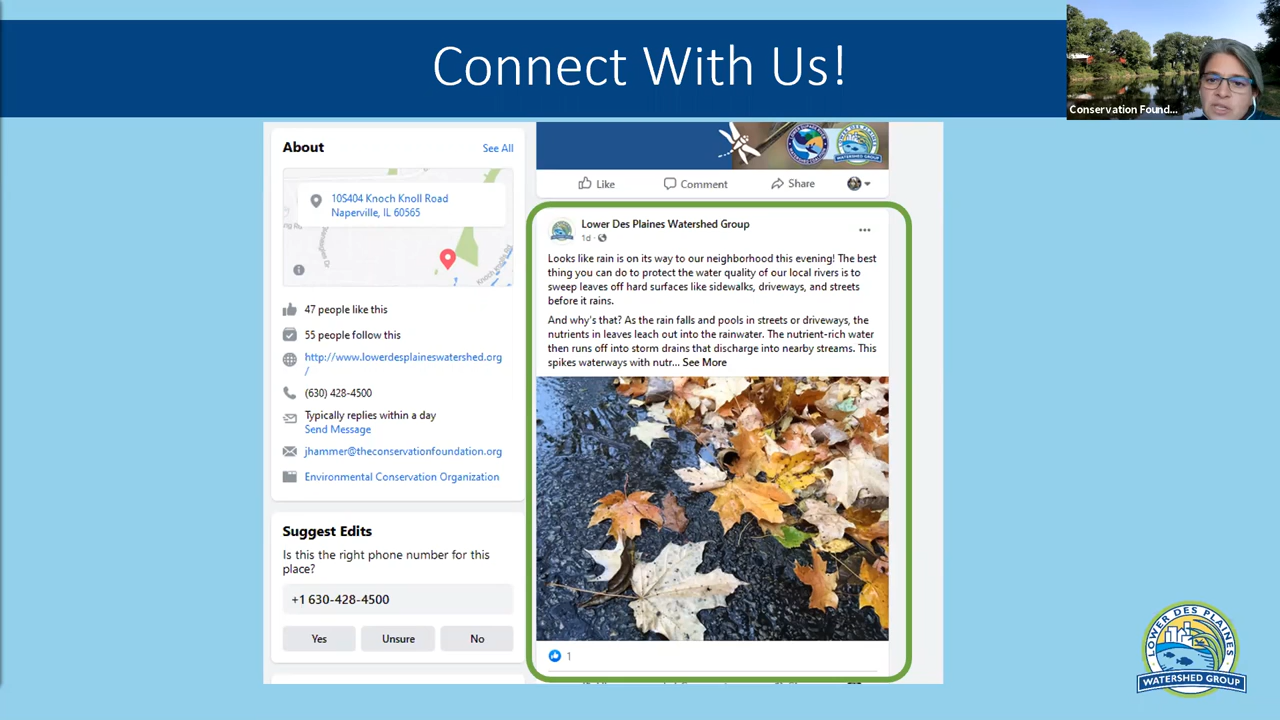 Connect With Us!
Conservation Found...
About
See All
10S404 Knoch Knoll Road
Naperville, IL 60565
Knoch Knolls Rd
47 people like this
55 people follow this
http://www.lowerdesplaineswatershed.org
/
(630) 428-4500
Typically replies within a day
Send Message
jhammer@theconservationfoundation.org
Environmental Conservation Organization
Suggest Edits
Is this the right phone number for this
place?
+1 630-428-4500
Yes
Unsure
No
Like
Comment
Share
Lower Des Plaines Watershed Group
1d ·
Looks like rain is on its way to our neighborhood this evening! The best
thing you can do to protect the water quality of our local rivers is to
sweep leaves off hard surfaces like sidewalks, driveways, and streets
before it rains.
And why's that? As the rain falls and pools in streets or driveways, the
nutrients in leaves leach out into the rainwater. The nutrient-rich water
then runs off into storm drains that discharge into nearby streams. This
spikes waterways with nutr... See More
1
LOWER DES PLAINES
WATERSHED GROUP